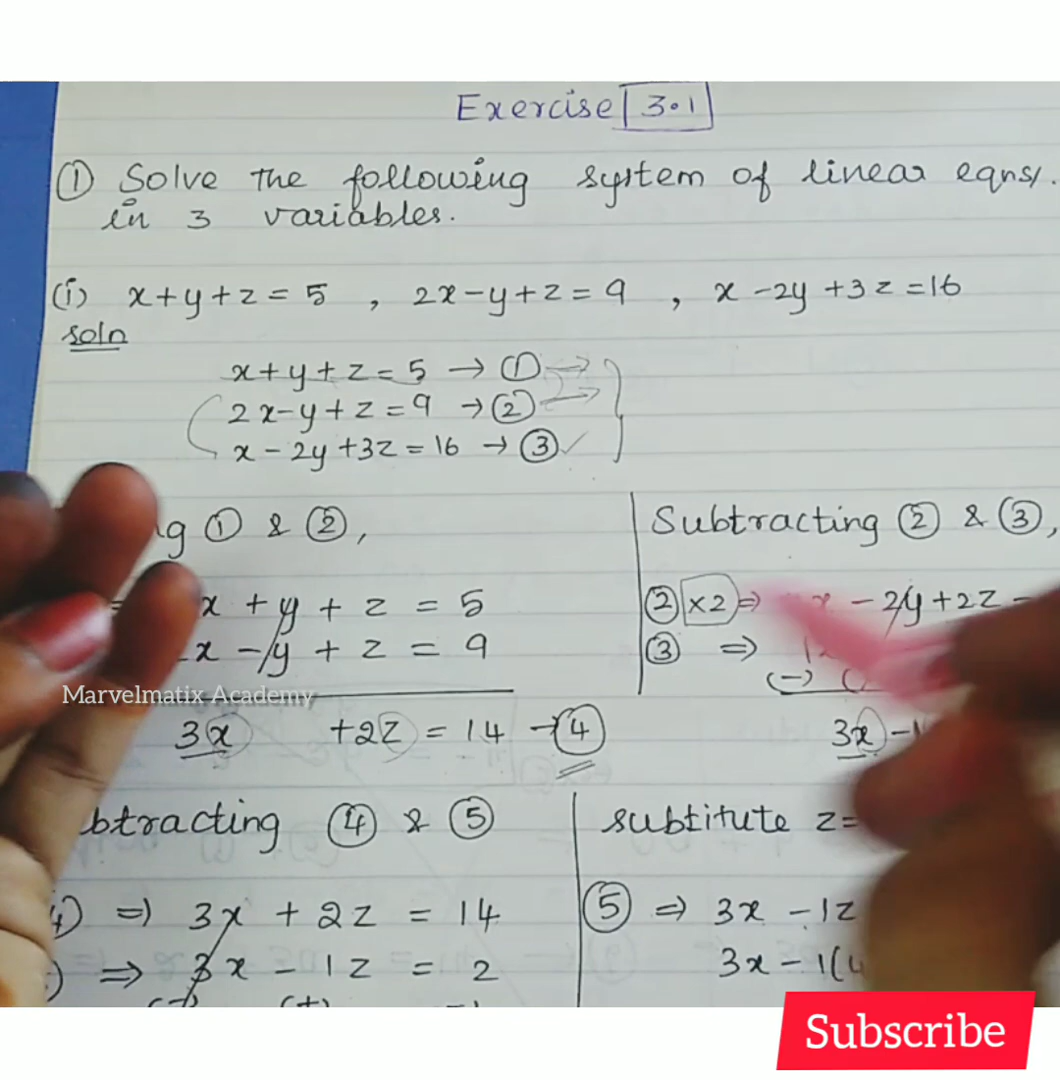 Exercise 3.1
① Solve the following system of linear eqns/.
in 3 variables.
(i) x+y+z=5 , 2x-y+z=9 , x-2y+3z=16
soln
x+y+z=5 → ①
2x-y+z=9 → ②
x-2y+3z=16 → ③
① & ②,
x + y + z = 5
x - y + z = 9
3x +2z = 14 → ④
Subtracting ② & ③,
② ×2 ⇒ x - 2y + 2z
③ ⇒
(-)
3x -
④ & ⑤
⇒ 3x + 2z = 14
⇒ 3x - 1z = 2
(-) (+)
subtitute z=
⑤ ⇒ 3x - 1z
3x - 1(4
Marvelmatix Academy
Subscribe